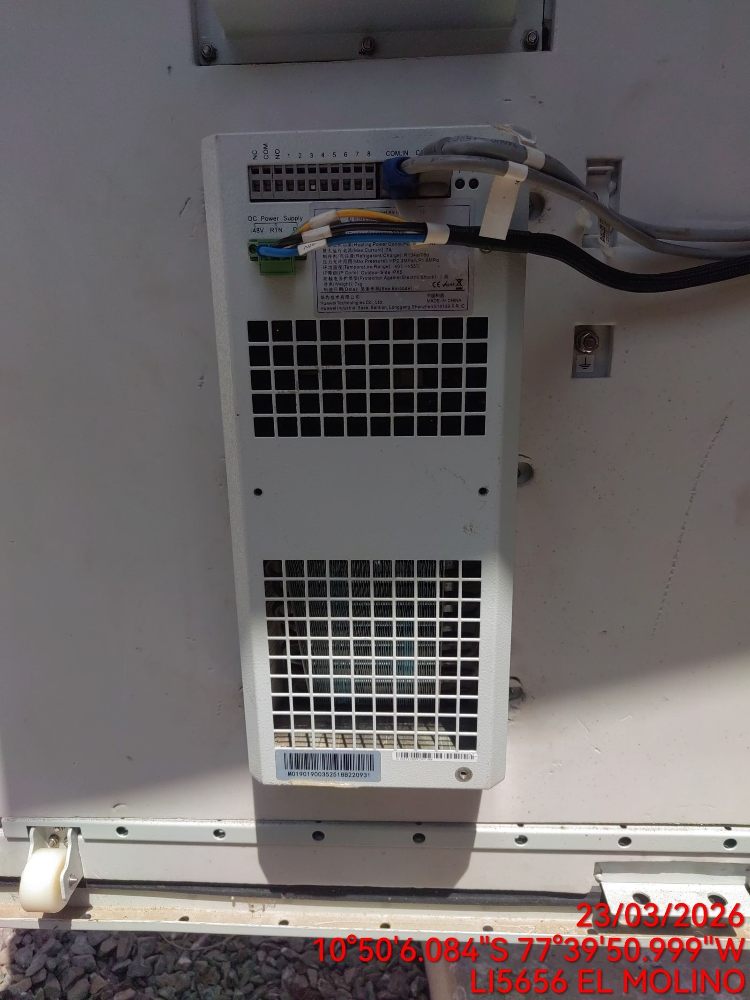 NC COM NO 1 2 3 4 5 6 7 8 COM_IN
DC Power Supply
-48V RTN
-48V
(Heating Power Consump
最大运行电流(Max Current):7A
制冷剂/充注量(Refrigerant/Charge): R134a/78g
压力允许范围(Max Pressure): HP2.3MPa/LP1.6MPa
环境温度(Temperature Range): -40℃~+55℃
IP等级(IP Code): Outdoor Side IPX5
防触电保护类型(Protection Against Electric Shock): I 类
净重(Weight): 7kg
制造日期(Data): 见条形码(See Barcode)
CE RoHS
华为技术有限公司
中国制造
Huawei Technolngies Co., Ltd.
MADE IN CHINA
Huawei Industrial Base, Bantian, Longgang,Shenzhen 518129,P.R.C
M0190190035251BB220931
23/03/2026
10°50'6.084"S 77°39'50.999"W
LI5656 EL MOLINO